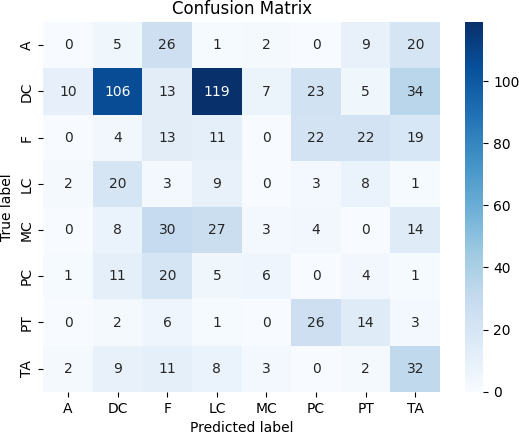 Confusion Matrix
A 0 5 26 1 2 0 9 20
DC 10 106 13 119 7 23 5 34
F 0 4 13 11 0 22 22 19
LC 2 20 3 9 0 3 8 1
MC 0 8 30 27 3 4 0 14
PC 1 11 20 5 6 0 4 1
PT 0 2 6 1 0 26 14 3
TA 2 9 11 8 3 0 2 32
A DC F LC MC PC PT TA
Predicted label
True label
100
80
60
40
20
0